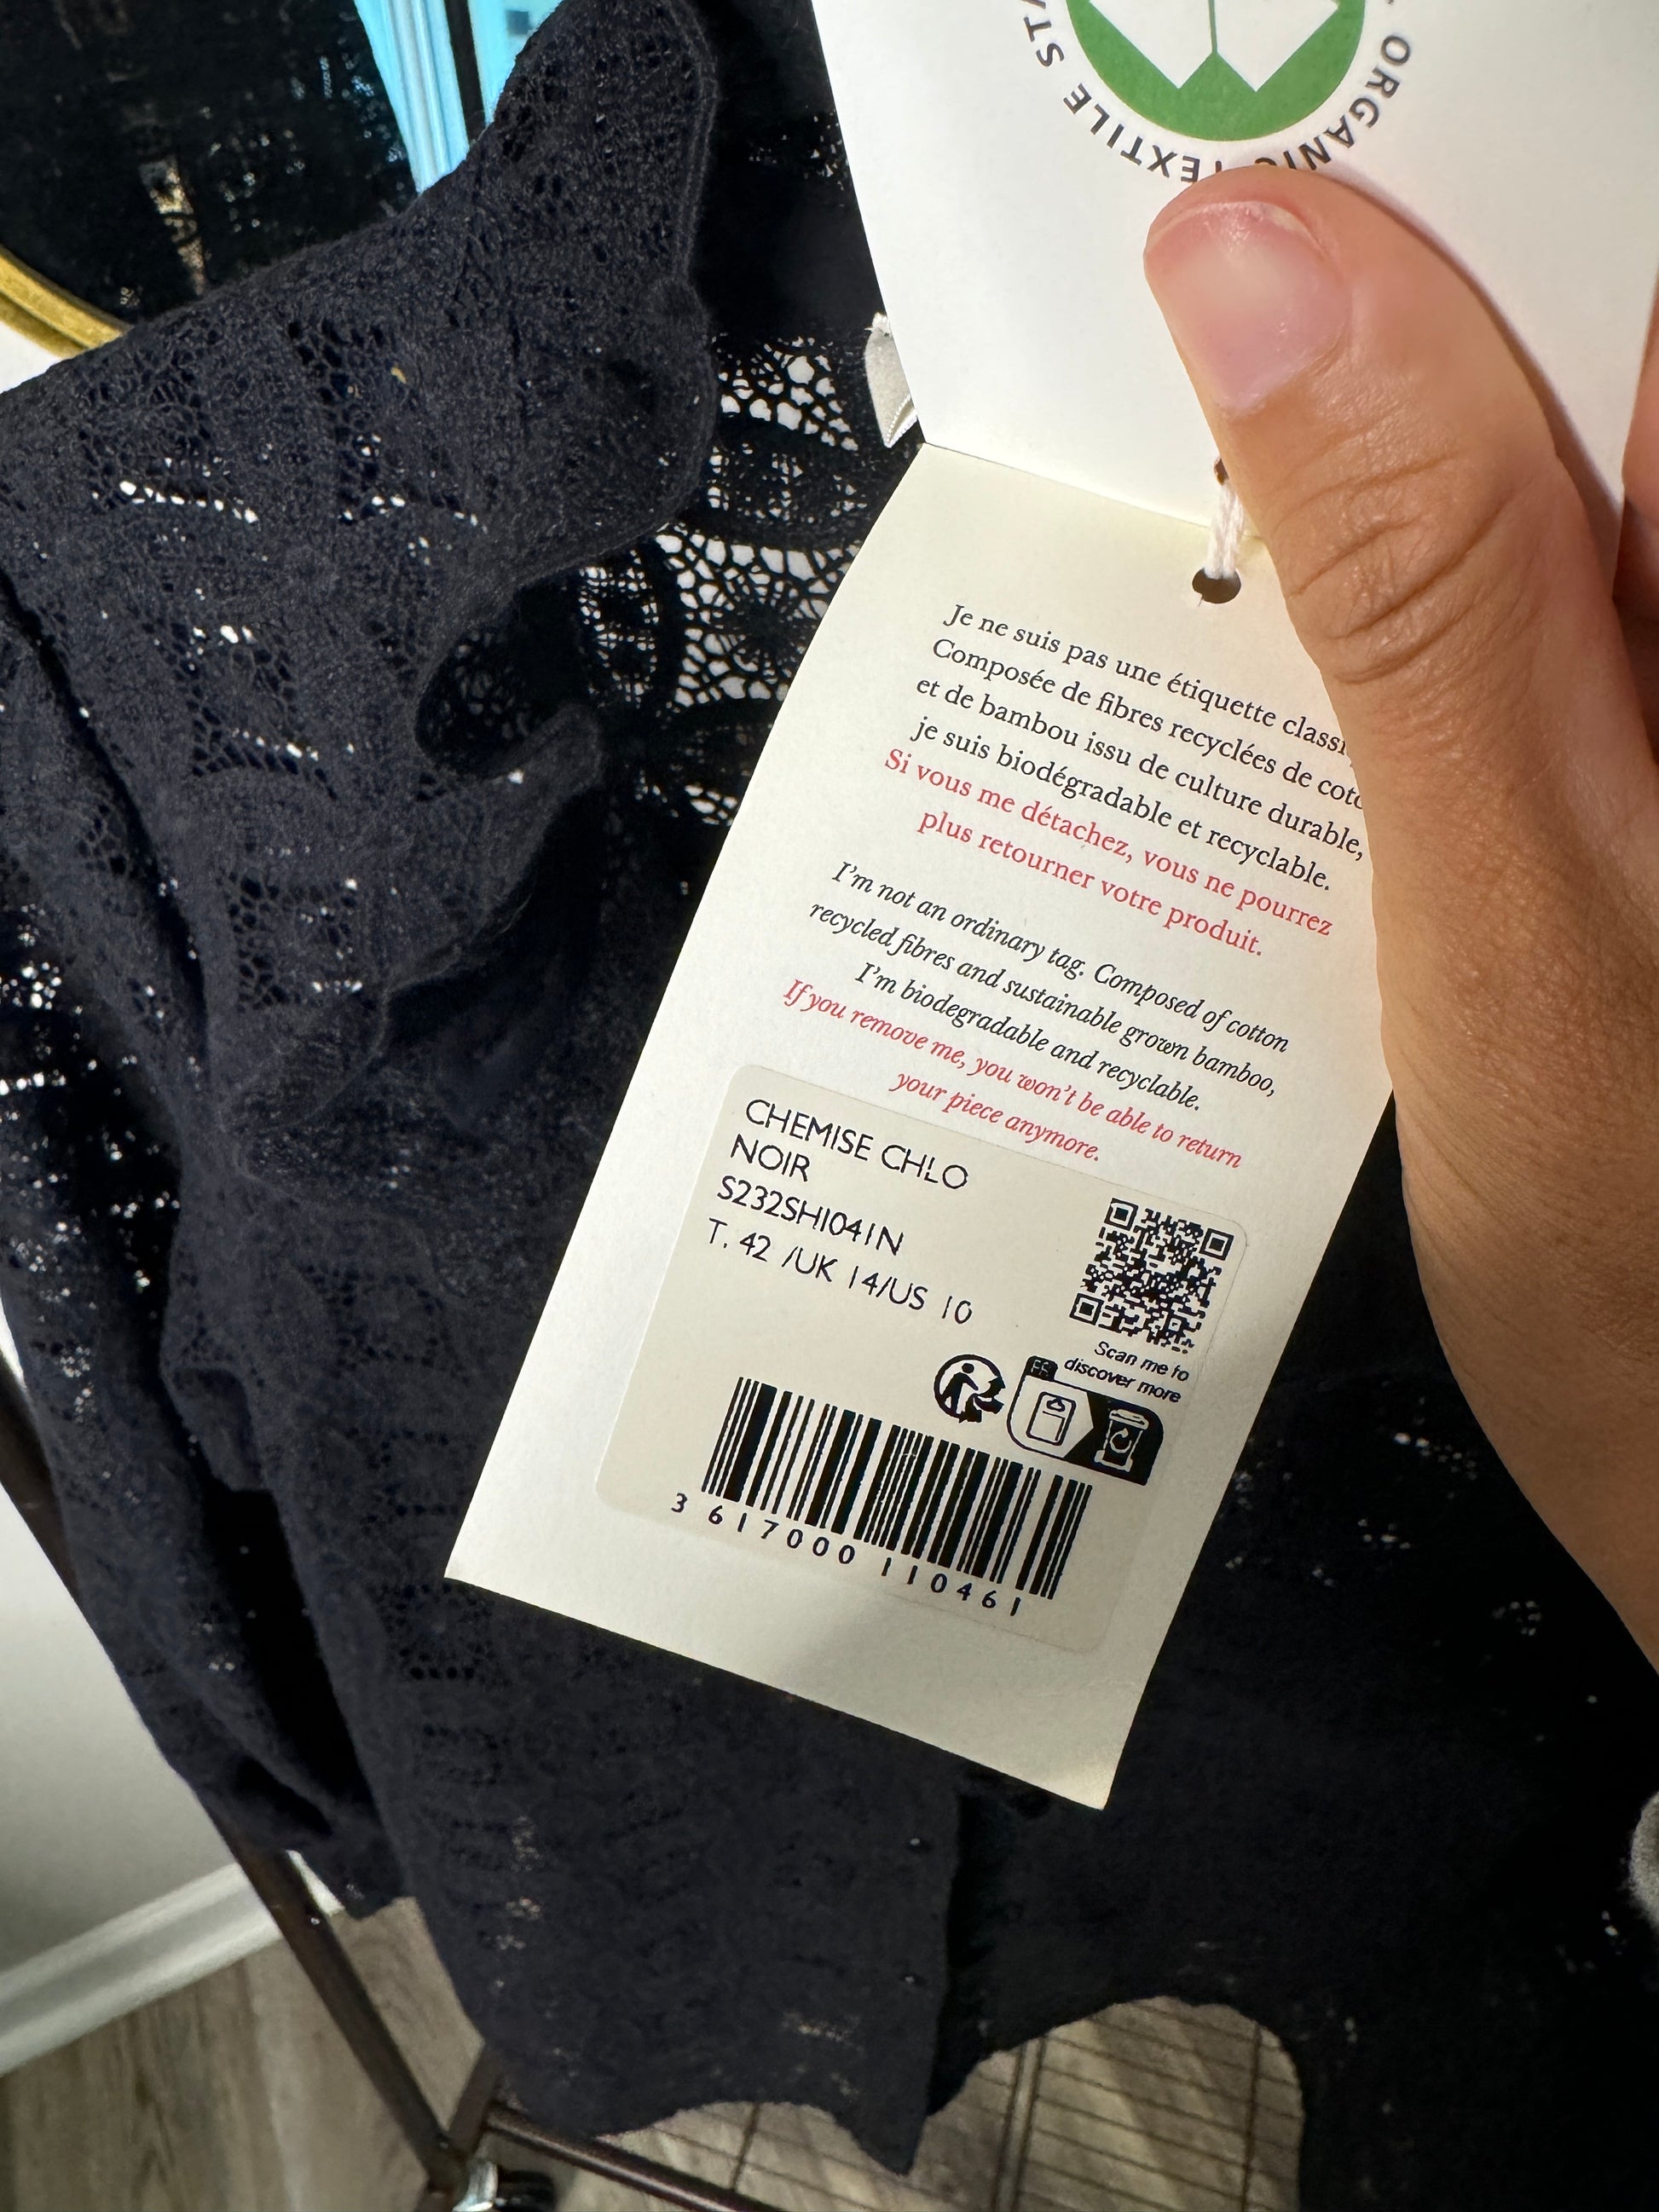 ORGANIC TEXTILE
Je ne suis pas une étiquette
Composée de fibres recyclées de
et de bambou issu de culture durable,
je suis biodégradable et recyclable.
Si vous me détachez, vous ne pourrez
plus retourner votre produit.
I'm not an ordinary tag. Composed of cotton
recycled fibres and sustainable grown bamboo,
I'm biodegradable and recyclable.
If you remove me, you won't be able to return
your piece anymore.
CHEMISE CHLO
NOIR
S232SH1041N
T. 42 /UK 14/US 10
Scan me to
discover more
3 617000 110461